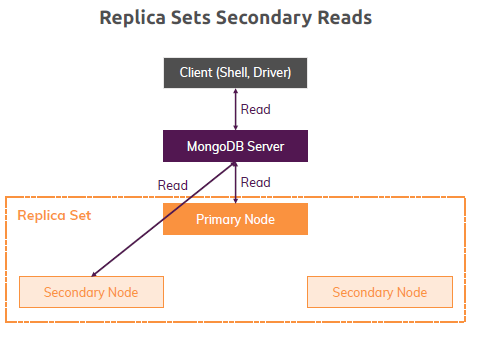 Replica Sets Secondary Reads
Client (Shell, Driver)
Read
MongoDB Server
Read
Read
Replica Set
Primary Node
Secondary Node
Secondary Node